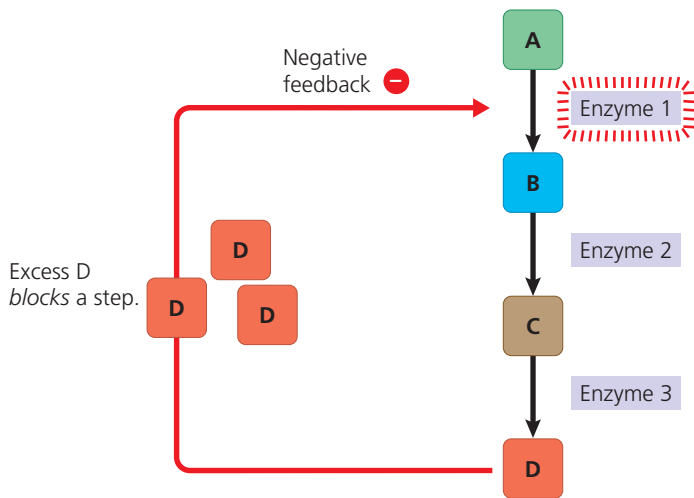 A
Negative
feedback
–
Enzyme 1
B
Enzyme 2
D
Excess D
blocks a step.
D
D
C
Enzyme 3
D